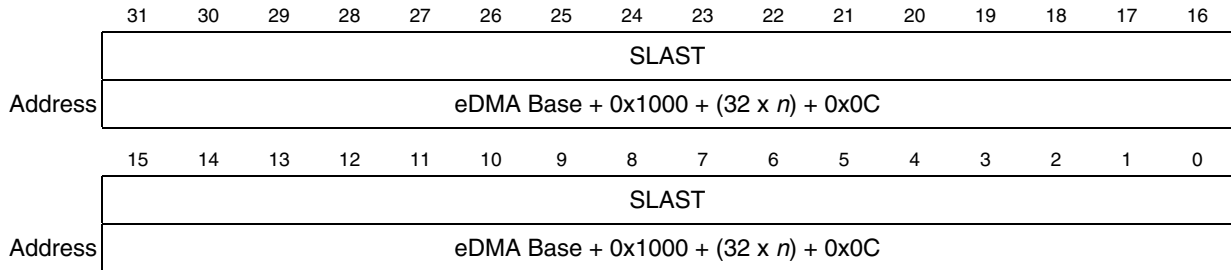 31 30 29 28 27 26 25 24 23 22 21 20 19 18 17 16
SLAST
Address eDMA Base + 0x1000 + (32 x n) + 0x0C
15 14 13 12 11 10 9 8 7 6 5 4 3 2 1 0
SLAST
Address eDMA Base + 0x1000 + (32 x n) + 0x0C